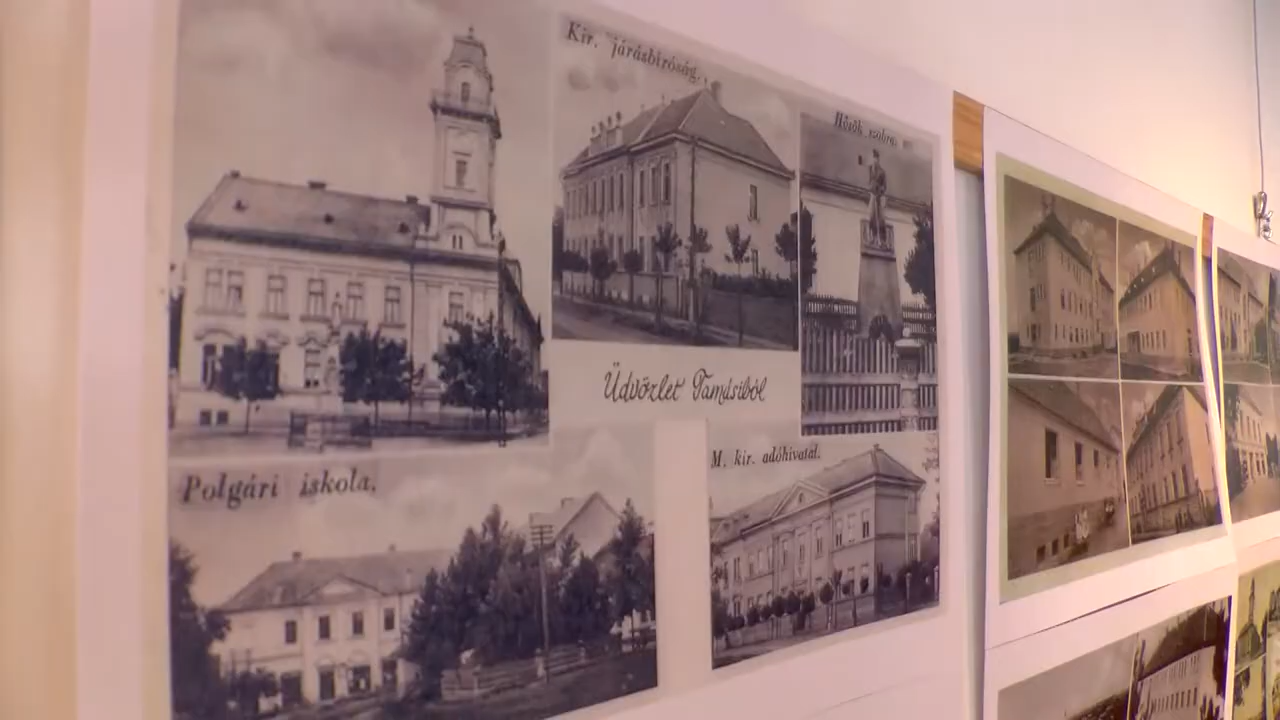 Kir. járásbiróság.
Hősök szobra.
Üdvözlet Tamásiból
Polgári iskola.
M. kir. adóhivatal.